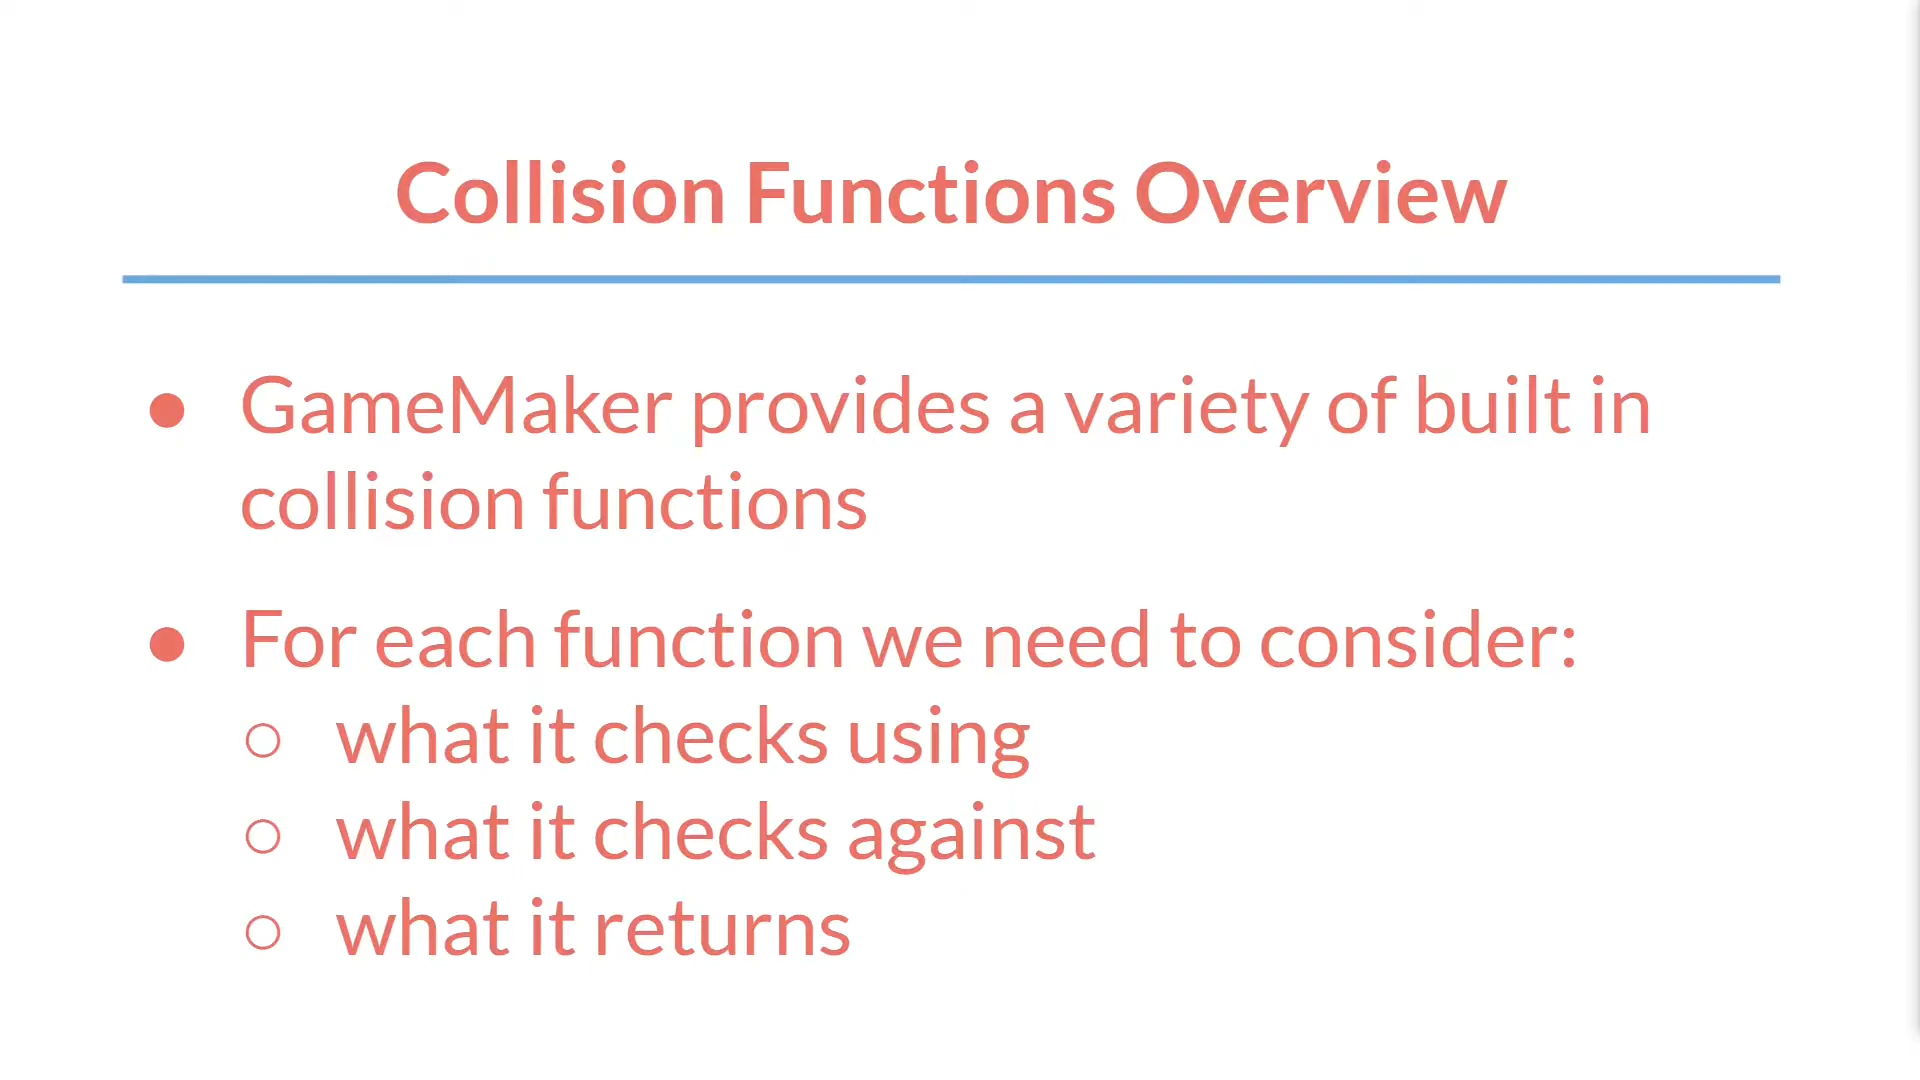 Collision Functions Overview
● GameMaker provides a variety of built in
collision functions
● For each function we need to consider:
○ what it checks using
○ what it checks against
○ what it returns